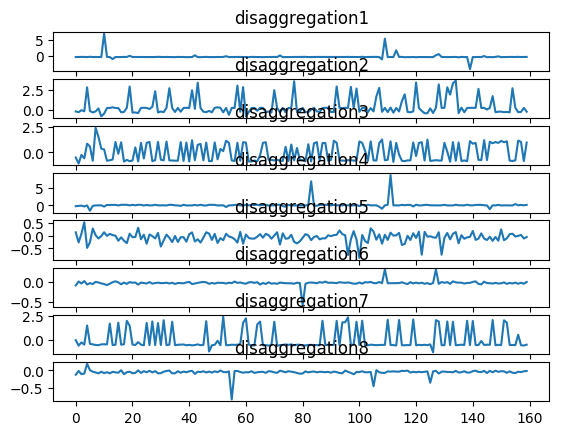 disaggregation1
5
0
disaggregation2
2.5
0.0
disaggregation3
2.5
0.0
disaggregation4
5
0
disaggregation5
0.5
0.0
−0.5
disaggregation6
0.0
−0.5
disaggregation7
2.5
0.0
disaggregation8
0.0
−0.5
0 20 40 60 80 100 120 140 160